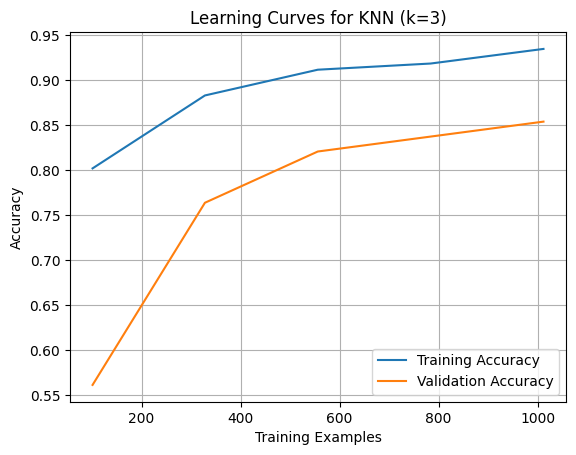 Learning Curves for KNN (k=3)
Accuracy
0.95
0.90
0.85
0.80
0.75
0.70
0.65
0.60
0.55
200 400 600 800 1000
Training Examples
Training Accuracy
Validation Accuracy